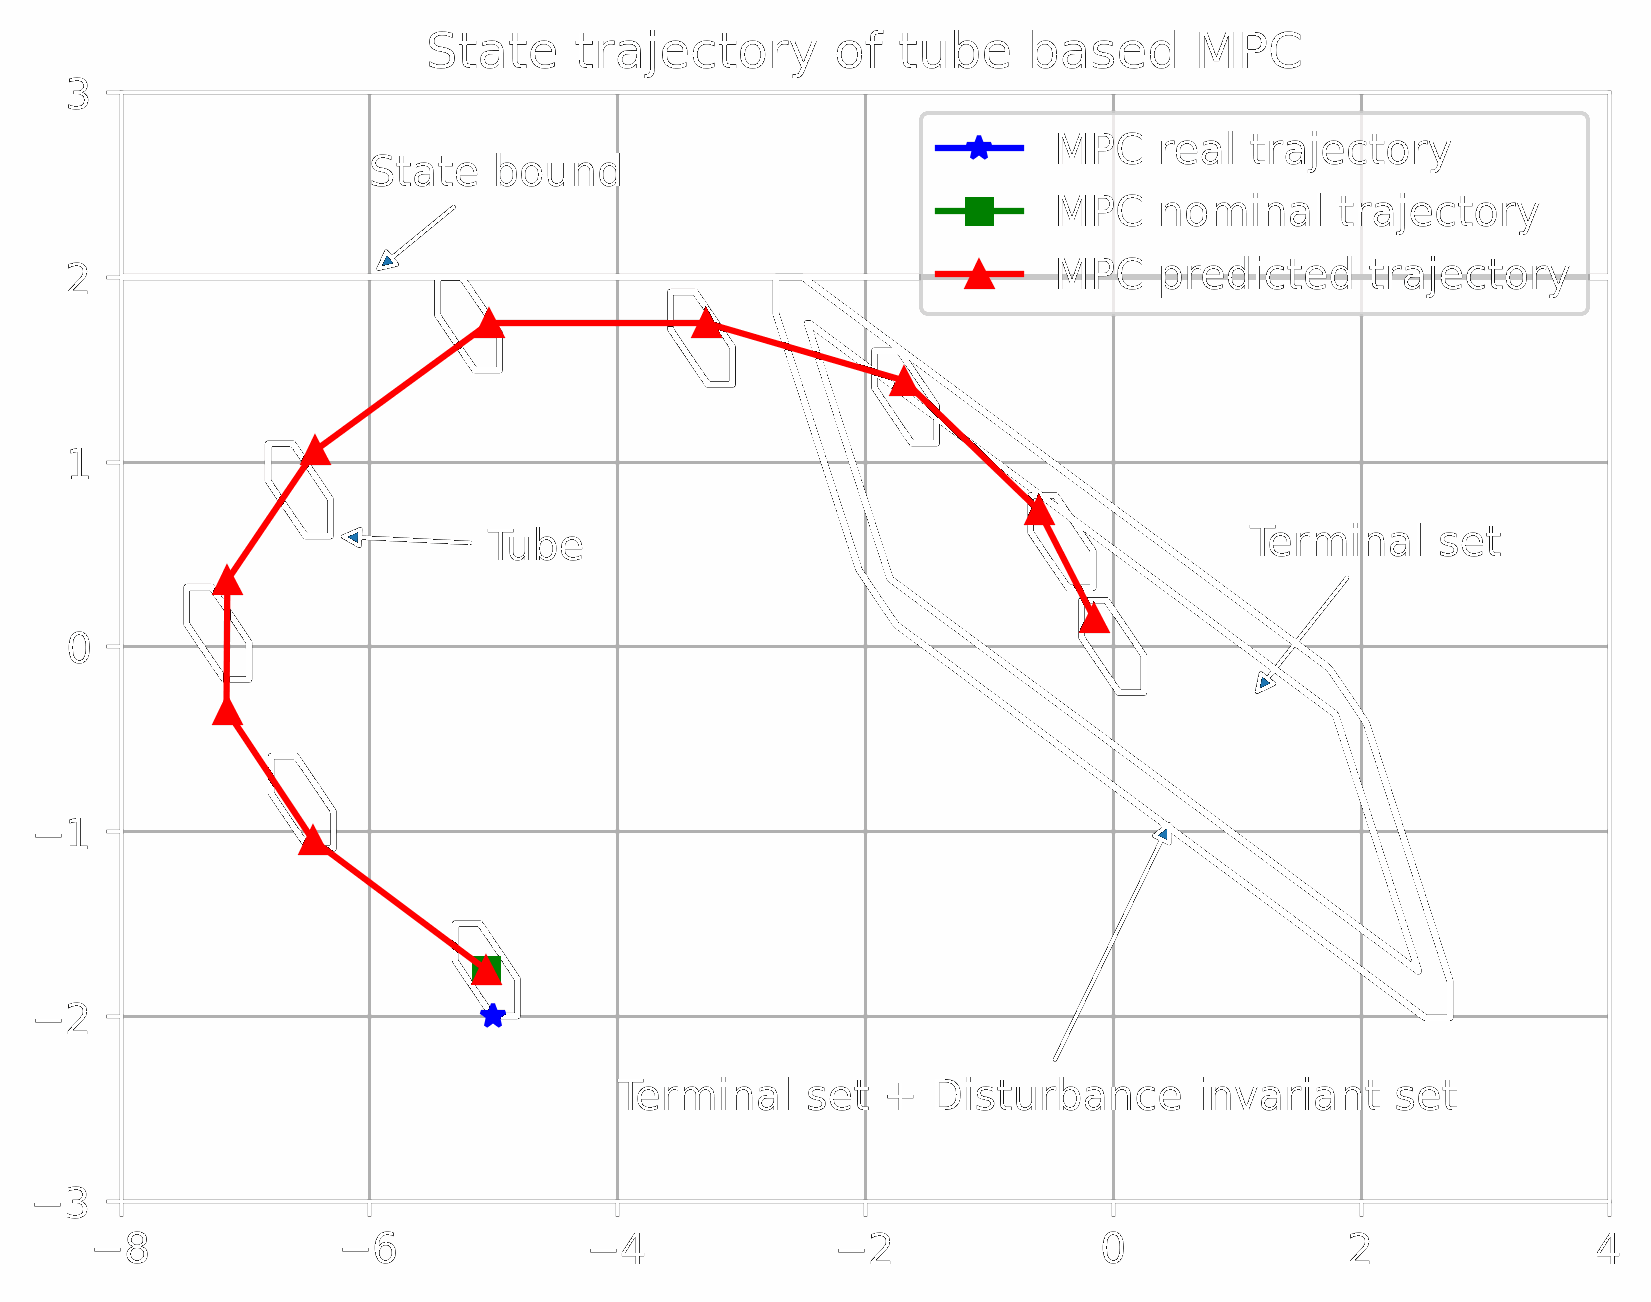 State trajectory of tube based MPC
3
MPC real trajectory
State bound
MPC nominal trajectory
2
MPC predicted trajectory
1
Tube
Terminal set
0
−1
−2
Terminal set + Disturbance invariant set
−3
−8 −6 −4 −2 0 2 4